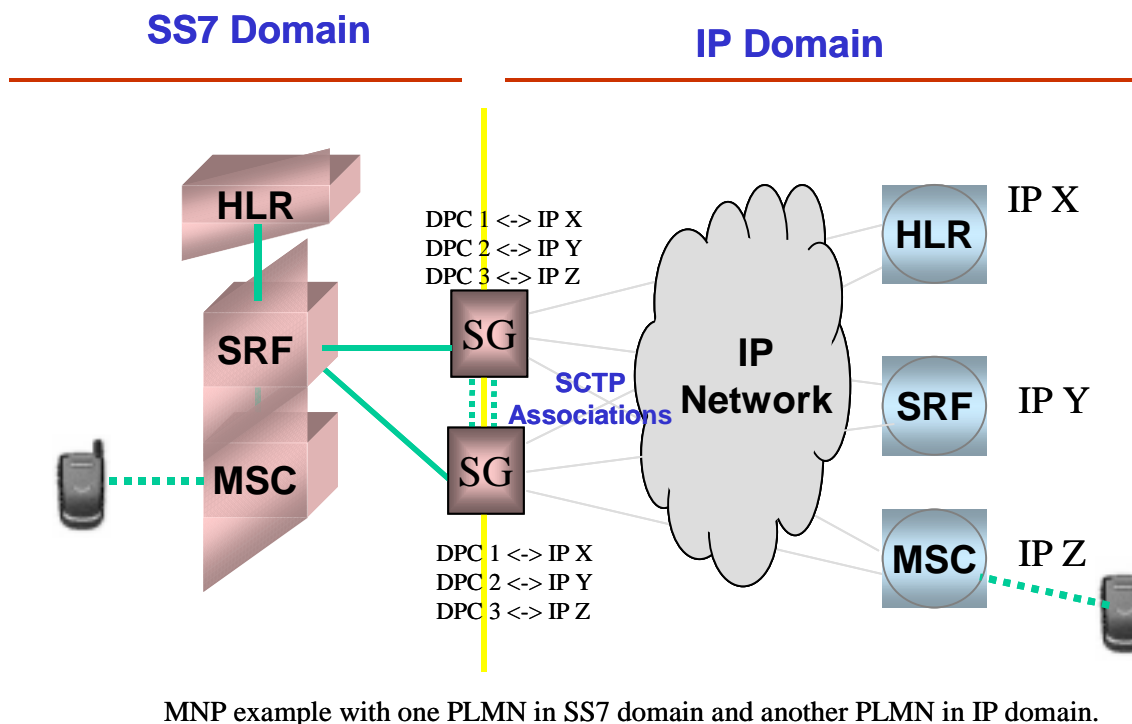 SS7 Domain
IP Domain
HLR
SRF
MSC
DPC 1 <-> IP X
DPC 2 <-> IP Y
DPC 3 <-> IP Z
SG
SG
SCTP
Associations
DPC 1 <-> IP X
DPC 2 <-> IP Y
DPC 3 <-> IP Z
IP
Network
HLR
IP X
SRF
IP Y
MSC
IP Z
MNP example with one PLMN in SS7 domain and another PLMN in IP domain.